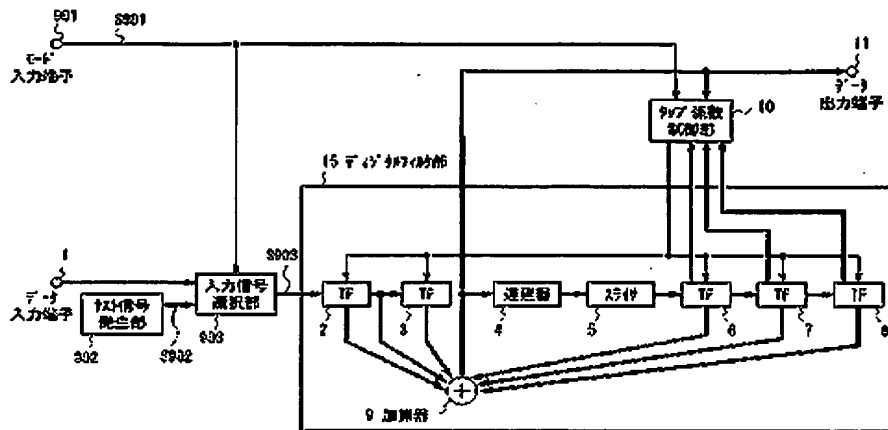 901
S901
モード
入力端子
11
データ
出力端子
タップ係数
制御部
10
15 ディジタルフィルタ部
1
データ
入力端子
テスト信号
発生部
902
S902
入力信号
選択部
903
S903
TF
2
TF
3
遅延器
4
スライサ
5
TF
6
TF
7
TF
8
9 加算器